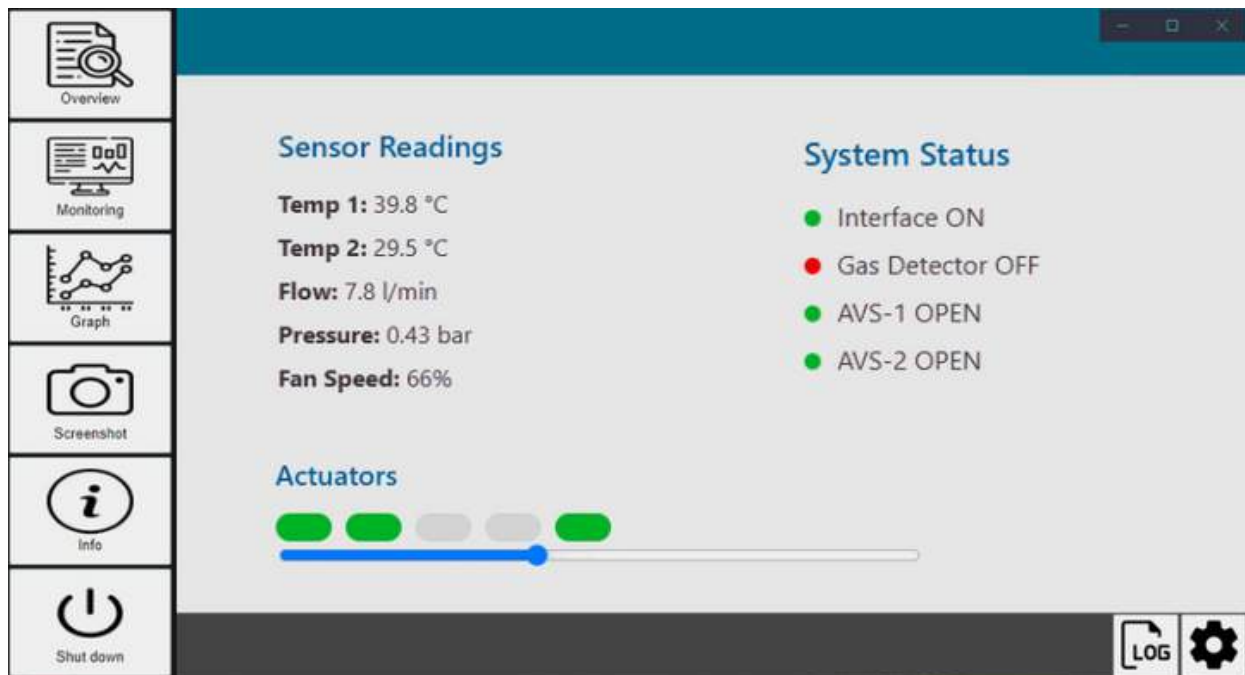 Overview
Monitoring
Graph
Screenshot
i
Info
Shut down
Sensor Readings
Temp 1: 39.8 °C
Temp 2: 29.5 °C
Flow: 7.8 l/min
Pressure: 0.43 bar
Fan Speed: 66%
System Status
Interface ON
Gas Detector OFF
AVS-1 OPEN
AVS-2 OPEN
Actuators
LOG